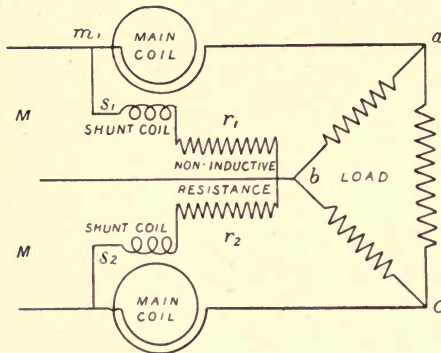 m₁
MAIN
COIL
a
M
s₁
SHUNT COIL
r₁
NON-INDUCTIVE
b
LOAD
RESISTANCE
SHUNT COIL
M
s₂
r₂
MAIN
COIL
c